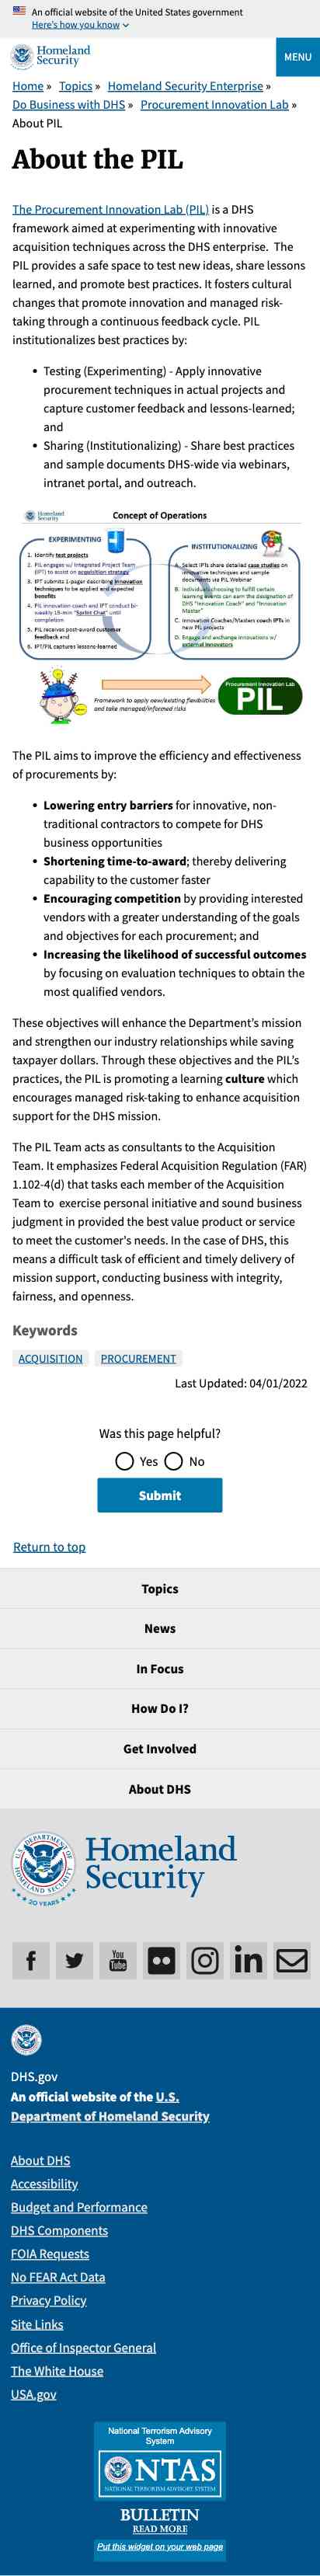 An official website of the United States government
Here's how you know
Homeland
Security
MENU
Home » Topics » Homeland Security Enterprise »
Do Business with DHS » Procurement Innovation Lab »
About PIL
About the PIL
The Procurement Innovation Lab (PIL) is a DHS
framework aimed at experimenting with innovative
acquisition techniques across the DHS enterprise. The
PIL provides a safe space to test new ideas, share lessons
learned, and promote best practices. It fosters cultural
changes that promote innovation and managed risk-
taking through a continuous feedback cycle. PIL
institutionalizes best practices by:
• Testing (Experimenting) - Apply innovative
procurement techniques in actual projects and
capture customer feedback and lessons-learned;
and
• Sharing (Institutionalizing) - Share best practices
and sample documents DHS-wide via webinars,
intranet portal, and outreach.
Homeland
Security
Concept of Operations
EXPERIMENTING
1. Identify test projects
2. PIL engages w/ Integrated Project Team
(IPT) to assist on acquisition strategy
3. IPT submits 1-pager describing innovation
techniques to be applied and expected
benefits
4. PIL innovation coach and IPT conduct bi-
weekly 15-min "Sprint Chat" until
completion
5. PIL receives post-award customer
feedback and
6. IPT/PIL captures lessons-learned
INSTITUTIONALIZING
A. Select IPTs share detailed case studies on
innovation techniques and sample
documents via PIL Webinar
B. Individuals choosing to fulfill certain
learning events can earn the designation of
DHS "Innovation Coach" and "Innovation
Master"
C. Innovation Coaches/Masters coach IPTs in
new PIL projects
D. Engage and exchange innovations w/
external innovators
Framework to apply new/existing flexibilities
and take managed/informed risks
Procurement Innovation Lab
PIL
The PIL aims to improve the efficiency and effectiveness
of procurements by:
• Lowering entry barriers for innovative, non-
traditional contractors to compete for DHS
business opportunities
• Shortening time-to-award; thereby delivering
capability to the customer faster
• Encouraging competition by providing interested
vendors with a greater understanding of the goals
and objectives for each procurement; and
• Increasing the likelihood of successful outcomes
by focusing on evaluation techniques to obtain the
most qualified vendors.
These objectives will enhance the Department's mission
and strengthen our industry relationships while saving
taxpayer dollars. Through these objectives and the PIL's
practices, the PIL is promoting a learning culture which
encourages managed risk-taking to enhance acquisition
support for the DHS mission.
The PIL Team acts as consultants to the Acquisition
Team. It emphasizes Federal Acquisition Regulation (FAR)
1.102-4(d) that tasks each member of the Acquisition
Team to exercise personal initiative and sound business
judgment in provided the best value product or service
to meet the customer's needs. In the case of DHS, this
means a difficult task of efficient and timely delivery of
mission support, conducting business with integrity,
fairness, and openness.
Keywords
ACQUISITION PROCUREMENT
Last Updated: 04/01/2022
Was this page helpful?
Yes No
Submit
Return to top
Topics
News
In Focus
How Do I?
Get Involved
About DHS
Homeland
Security
20 YEARS
You
Tube
in
DHS.gov
An official website of the U.S.
Department of Homeland Security
About DHS
Accessibility
Budget and Performance
DHS Components
FOIA Requests
No FEAR Act Data
Privacy Policy
Site Links
Office of Inspector General
The White House
USA.gov
National Terrorism Advisory
System
NTAS
NATIONAL TERRORISM ADVISORY SYSTEM
BULLETIN
READ MORE
Put this widget on your web page